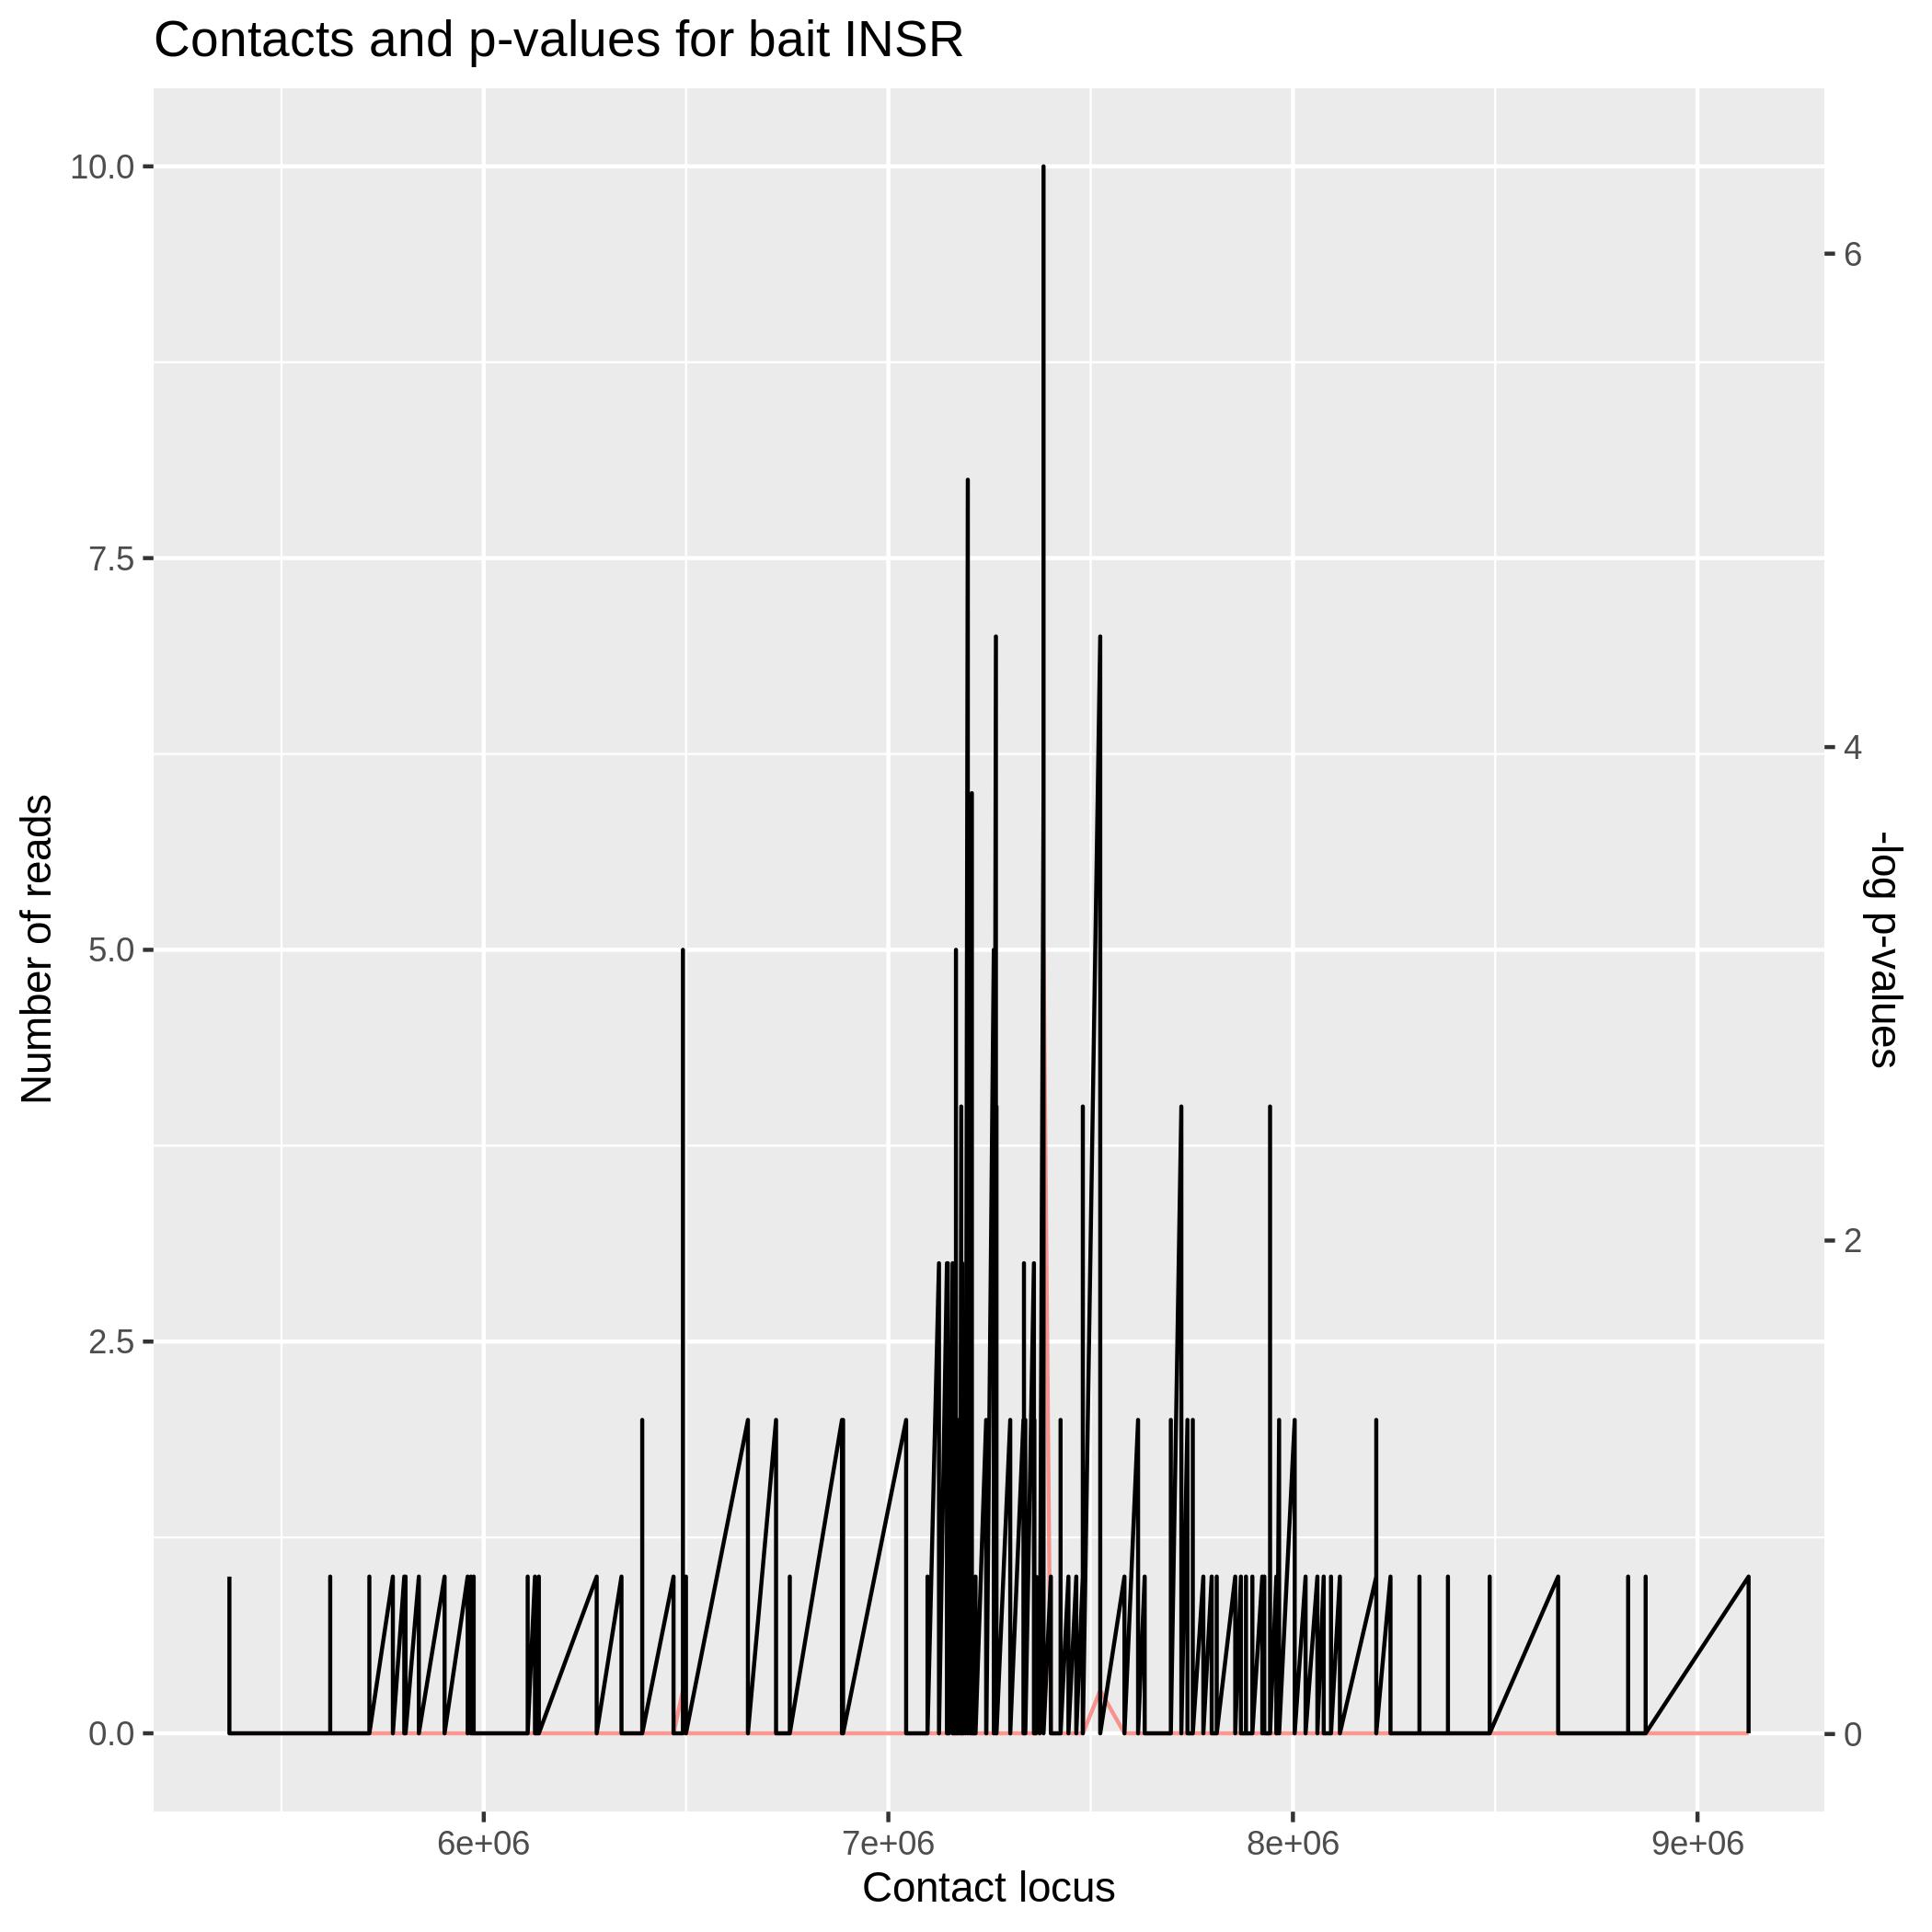 Contacts and p-values for bait INSR
10.0
7.5
5.0
2.5
0.0
Number of reads
6
4
2
0
-log p-values
6e+06 7e+06 8e+06 9e+06
Contact locus